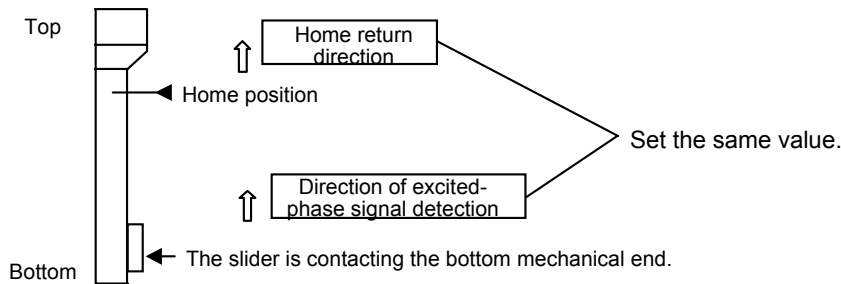 Top
Home return
direction
Home position
Set the same value.
Direction of excited-
phase signal detection
The slider is contacting the bottom mechanical end.
Bottom